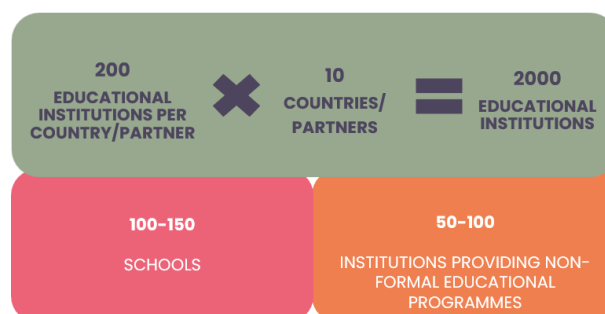 200
EDUCATIONAL
INSTITUTIONS PER
COUNTRY/PARTNER
10
COUNTRIES/
PARTNERS
2000
EDUCATIONAL
INSTITUTIONS
100-150
SCHOOLS
50-100
INSTITUTIONS PROVIDING NON-
FORMAL EDUCATIONAL
PROGRAMMES